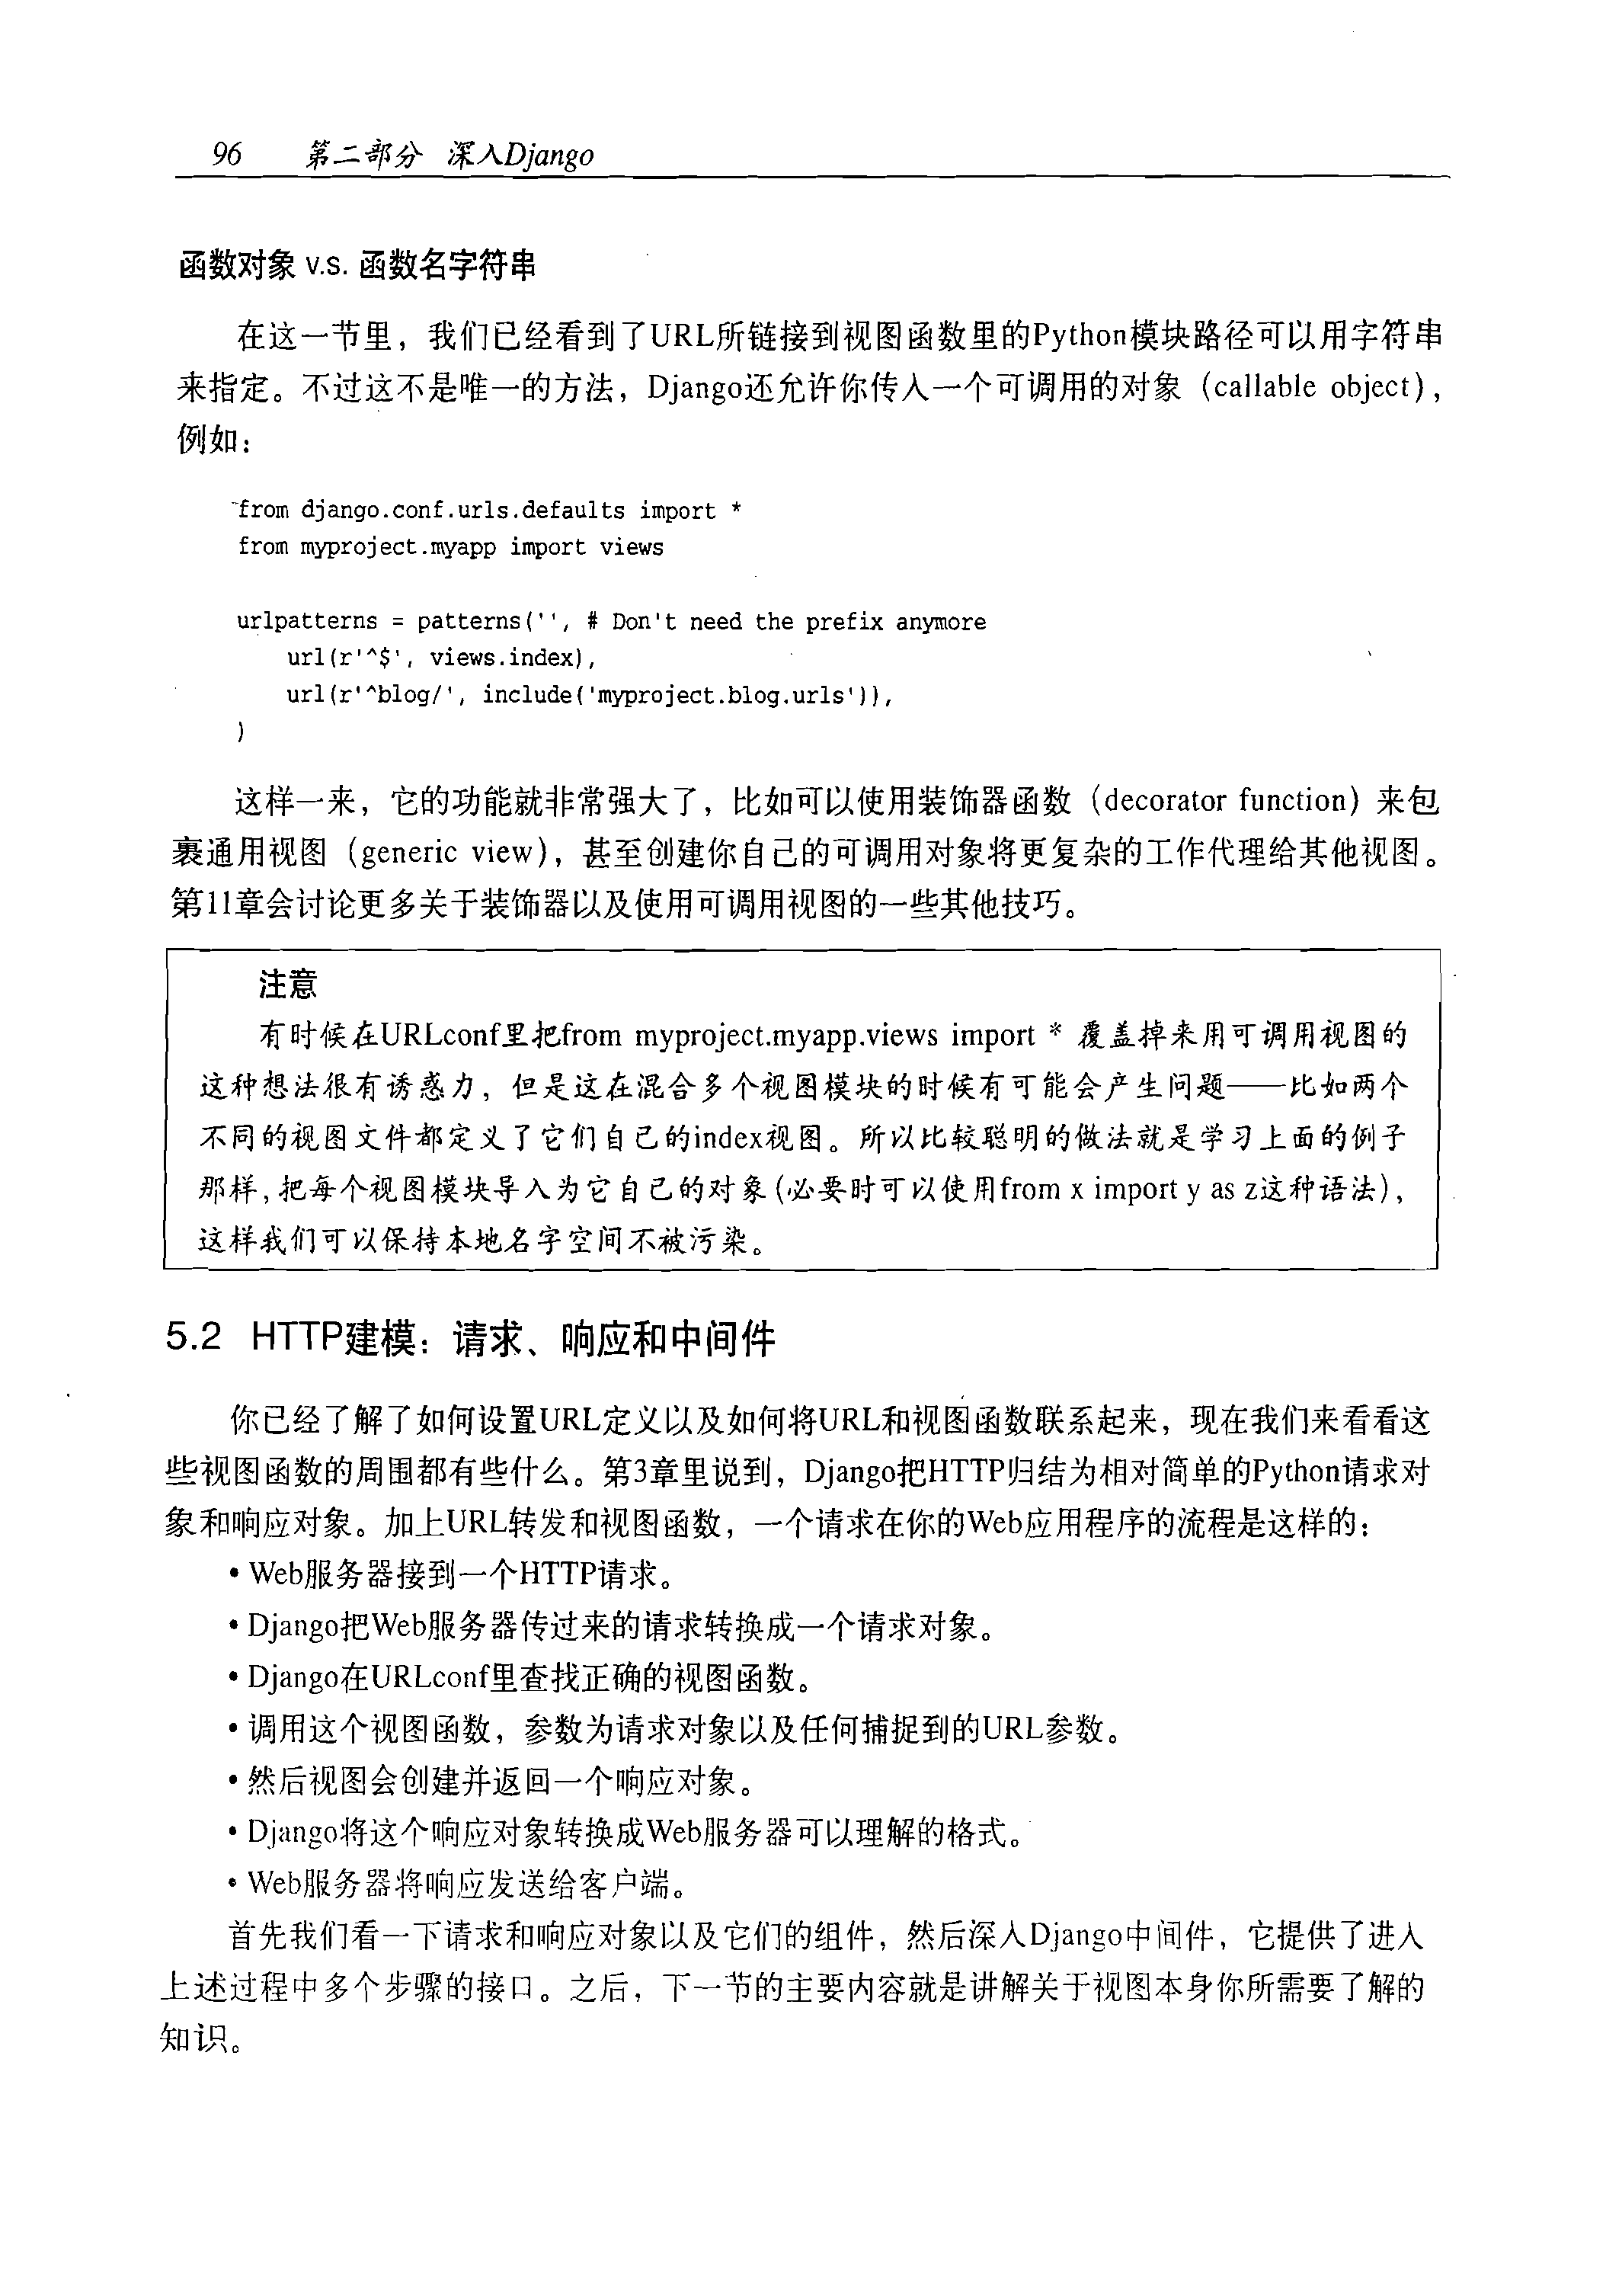 96 第二部分 深入Django
函数对象 v.s. 函数名字符串
在这一节里，我们已经看到了URL所链接到视图函数里的Python模块路径可以用字符串
来指定。不过这不是唯一的方法，Django还允许你传入一个可调用的对象（callable object），
例如：
from django.conf.urls.defaults import *
from myproject.myapp import views
urlpatterns = patterns('', # Don't need the prefix anymore
    url(r'^$', views.index),
    url(r'^blog/', include('myproject.blog.urls')),
)
这样一来，它的功能就非常强大了，比如可以使用装饰器函数（decorator function）来包
裹通用视图（generic view），甚至创建你自己的可调用对象将更复杂的工作代理给其他视图。
第11章会讨论更多关于装饰器以及使用可调用视图的一些其他技巧。
注意
有时候在URLconf里把from myproject.myapp.views import * 覆盖掉来用可调用视图的
这种想法很有诱惑力，但是这在混合多个视图模块的时候有可能会产生问题——比如两个
不同的视图文件都定义了它们自己的index视图。所以比较聪明的做法就是学习上面的例子
那样，把每个视图模块导入为它自己的对象（必要时可以使用from x import y as z这种语法），
这样我们可以保持本地名字空间不被污染。
5.2 HTTP建模：请求、响应和中间件
你已经了解了如何设置URL定义以及如何将URL和视图函数联系起来，现在我们来看看这
些视图函数的周围都有些什么。第3章里说到，Django把HTTP归结为相对简单的Python请求对
象和响应对象。加上URL转发和视图函数，一个请求在你的Web应用程序的流程是这样的：
• Web服务器接到一个HTTP请求。
• Django把Web服务器传过来的请求转换成一个请求对象。
• Django在URLconf里查找正确的视图函数。
• 调用这个视图函数，参数为请求对象以及任何捕捉到的URL参数。
• 然后视图会创建并返回一个响应对象。
• Django将这个响应对象转换成Web服务器可以理解的格式。
• Web服务器将响应发送给客户端。
首先我们看一下请求和响应对象以及它们的组件，然后深入Django中间件，它提供了进入
上述过程中多个步骤的接口。之后，下一节的主要内容就是讲解关于视图本身你所需要了解的
知识。